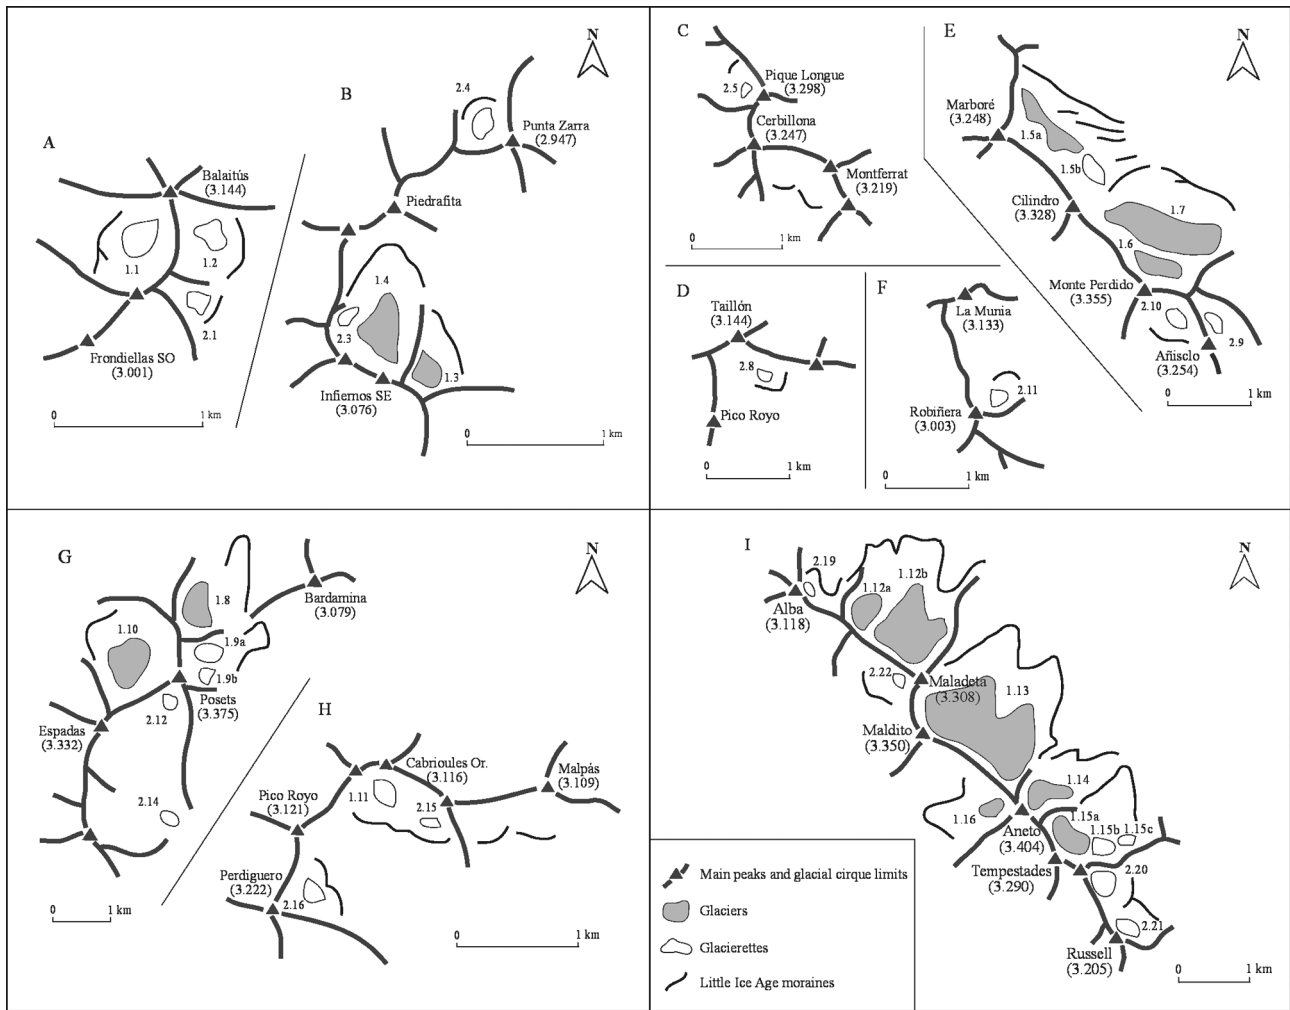 A
Balaitús
(3.144)
1.1
1.2
2.1
Frondiellas SO
(3.001)
0
1 km
B
N
2.4
Punta Zarra
(2.947)
Piedrafita
1.4
2.3
1.3
Infiernos SE
(3.076)
0
1 km
C
2.5
Pique Longue
(3.298)
Cerbillona
(3.247)
Montferrat
(3.219)
0
1 km
D
Taillón
(3.144)
2.8
Pico Royo
0
1 km
E
N
Marboré
(3.248)
1.5a
1.5b
Cilindro
(3.328)
1.7
1.6
Monte Perdido
(3.355)
2.10
2.9
Añisclo
(3.254)
0
1 km
F
La Munia
(3.133)
2.11
Robiñera
(3.003)
0
1 km
G
N
Bardamina
(3.079)
1.8
1.10
1.9a
1.9b
Posets
(3.375)
2.12
Espadas
(3.332)
2.14
0
1 km
H
Cabrioules Or.
(3.116)
Malpás
(3.109)
Pico Royo
(3.121)
1.11
2.15
Perdiguero
(3.222)
2.16
0
1 km
I
N
2.19
Alba
(3.118)
1.12a
1.12b
2.22
Maladeta
(3.308)
1.13
Maldito
(3.350)
1.14
1.16
Aneto
(3.404)
1.15a
1.15b
1.15c
Tempestades
(3.290)
2.20
2.21
Russell
(3.205)
0
1 km
Main peaks and glacial cirque limits
Glaciers
Glacierettes
Little Ice Age moraines